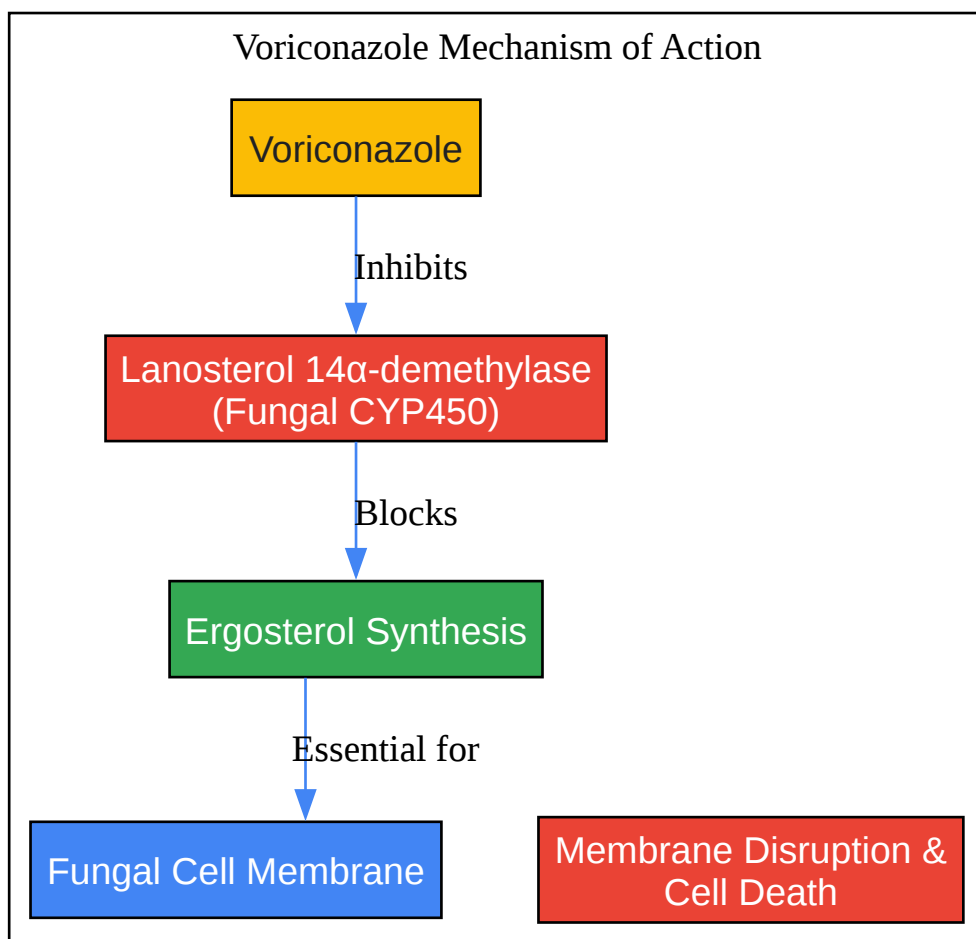 Voriconazole Mechanism of Action
Voriconazole
Inhibits
Lanosterol 14α-demethylase
(Fungal CYP450)
Blocks
Ergosterol Synthesis
Essential for
Fungal Cell Membrane
Membrane Disruption &
Cell Death